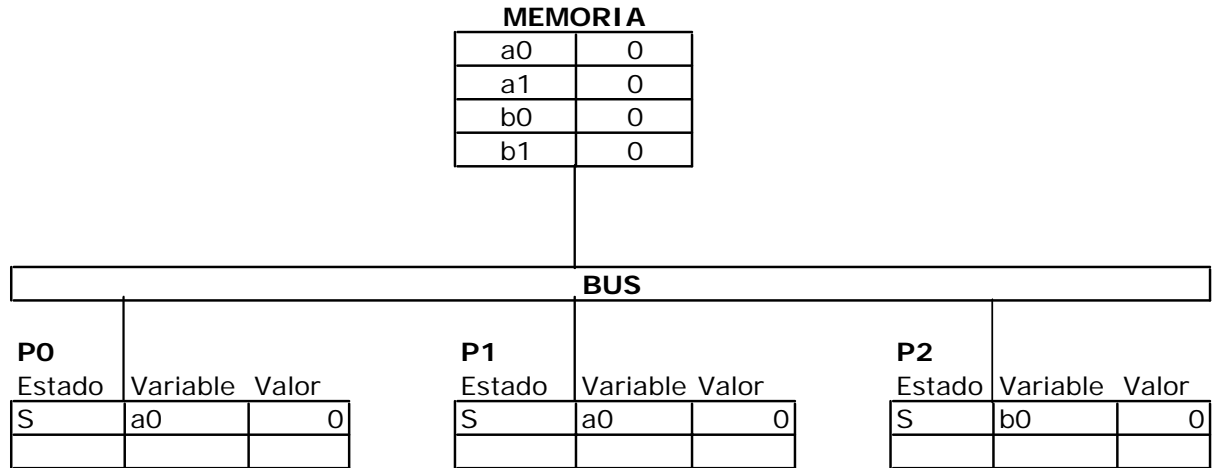 MEMORIA
a0 0
a1 0
b0 0
b1 0
BUS
P0 P1 P2
Estado Variable Valor Estado Variable Valor Estado Variable Valor
S a0 0 S a0 0 S b0 0